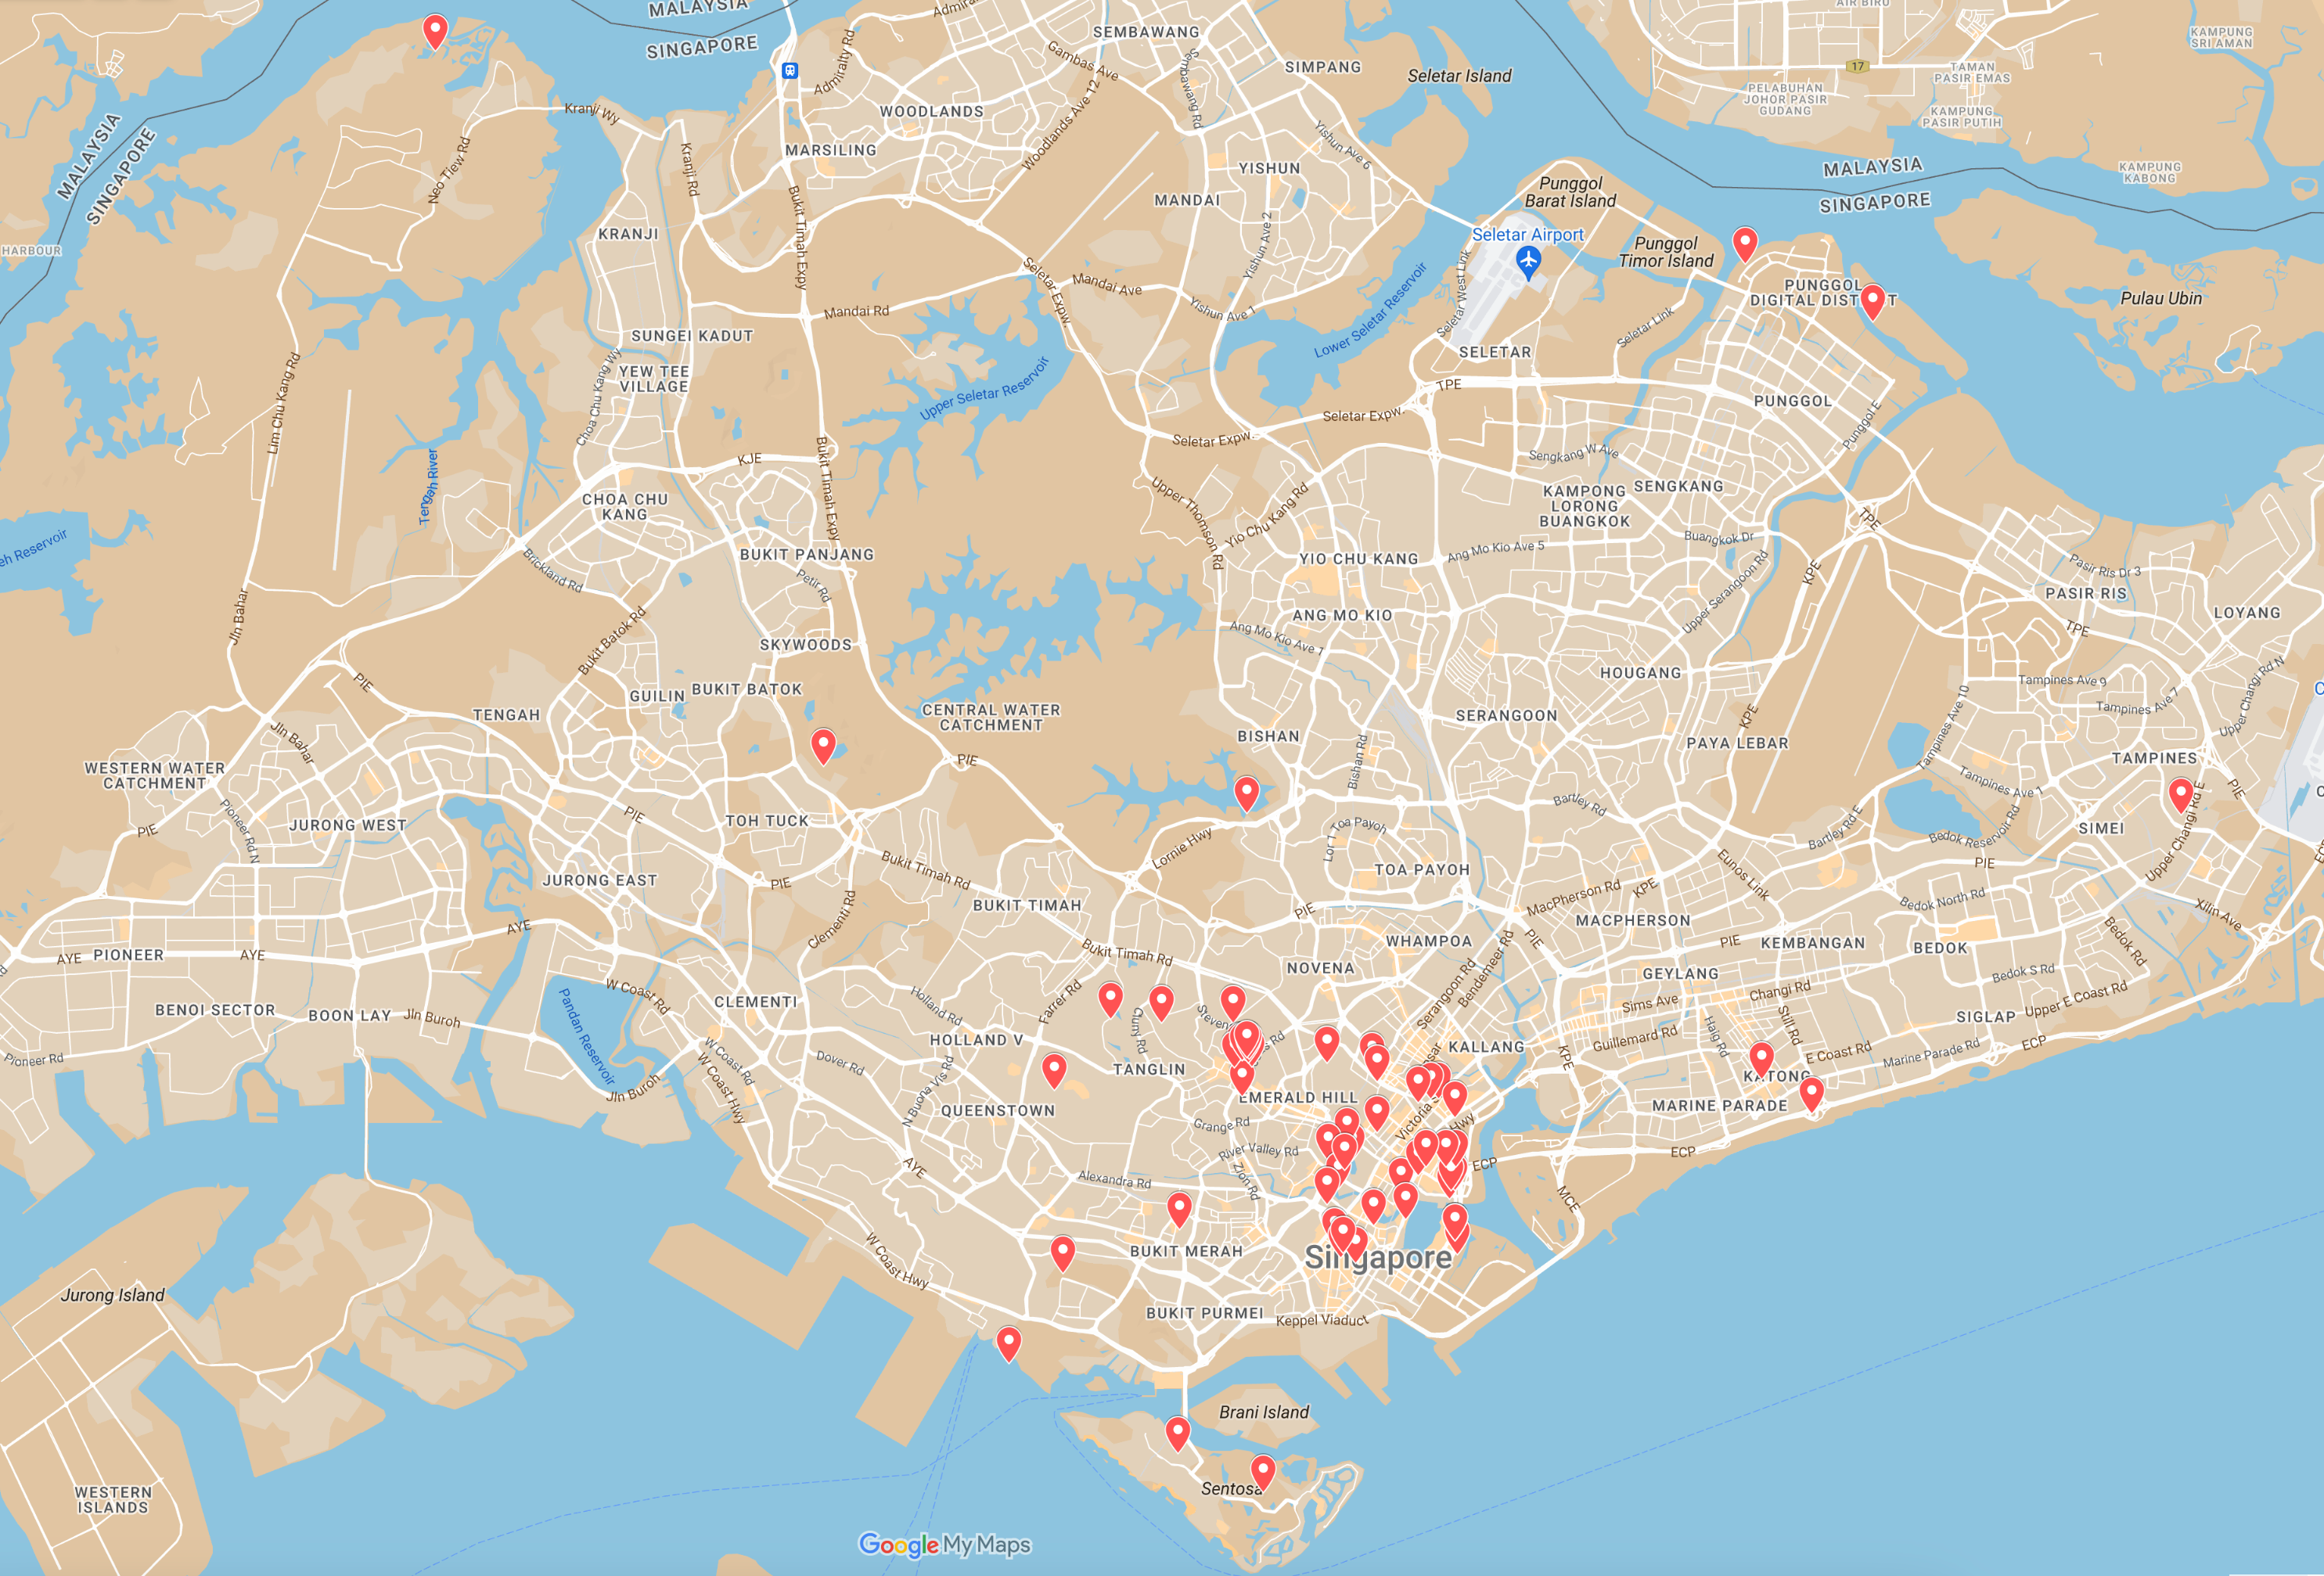 MALAYSIA
SINGAPORE
Admiral
SEMBAWANG
AIR BIRU
KAMPUNG
SRI AMAN
SIMPANG
Seletar Island
17
TAMAN
PASIR EMAS
PELABUHAN
JOHOR PASIR
GUDANG
KAMPUNG
PASIR PUTIH
Gambas Ave
Sembawang Rd
Admiralty Rd
WOODLANDS
Woodlands Ave 12
Kranji Wy
MARSILING
Kranji Rd
YISHUN
Yishun Ave 6
MALAYSIA
SINGAPORE
KAMPUNG
KABONG
MALAYSIA
SINGAPORE
Neo Tiew Rd
MANDAI
Punggol
Barat Island
HARBOUR
KRANJI
Bukit Timah Expy
Yishun Ave 2
Seletar Airport
Punggol
Timor Island
Seletar West Link
Seletar Expw.
Mandai Ave
Mandai Rd
Yishun Ave 1
Lower Seletar Reservoir
PUNGGOL
DIGITAL DISTRICT
Pulau Ubin
SUNGEI KADUT
Seletar Link
SELETAR
YEW TEE
VILLAGE
Choa Chu Kang Wy
Lim Chu Kang Rd
Upper Seletar Reservoir
TPE
PUNGGOL
Punggol E
Seletar Expw.
Seletar Expw.
Bukit Timah Expy
KJE
Tengah River
CHOA CHU
KANG
Upper Thomson Rd
Yio Chu Kang Rd
Sengkang W Ave
SENGKANG
KAMPONG
LORONG
BUANGKOK
TPE
Buangkok Dr
eh Reservoir
Brickland Rd
BUKIT PANJANG
Petir Rd
YIO CHU KANG
Ang Mo Kio Ave 5
KPE
Pasir Ris Dr 3
PASIR RIS
LOYANG
Jln Bahar
Bukit Batok Rd
ANG MO KIO
Ang Mo Kio Ave 1
Upper Serangoon Rd
TPE
SKYWOODS
PIE
GUILIN
BUKIT BATOK
HOUGANG
Tampines Ave 9
Tampines Ave 7
Tampines Ave 10
Upper Changi Rd N
C
TENGAH
CENTRAL WATER
CATCHMENT
SERANGOON
KPE
Jln Bahar
BISHAN
Bishan Rd
PAYA LEBAR
TAMPINES
WESTERN WATER
CATCHMENT
PIE
Tampines Ave 1
PIE
C
Pioneer Rd N
PIE
JURONG WEST
PIE
TOH TUCK
Lornie Hwy
Lor 1 Toa Payoh
Bartley Rd
Bartley Rd E
Bedok Reservoir Rd
SIMEI
Upper Changi Rd E
ECP
JURONG EAST
PIE
Bukit Timah Rd
TOA PAYOH
Eunos Link
PIE
MacPherson Rd
KPE
Bedok North Rd
Xilin Ave
BUKIT TIMAH
PIE
MACPHERSON
Clementi Rd
AYE
WHAMPOA
PIE
PIE
KEMBANGAN
BEDOK
Bedok Rd
AYE
PIONEER
AYE
Bukit Timah Rd
NOVENA
Serangoon Rd
Bendemeer Rd
GEYLANG
Bedok S Rd
rd
W Coast Rd
CLEMENTI
Holland Rd
Farrer Rd
Sims Ave
Changi Rd
Upper E Coast Rd
BENOI SECTOR
BOON LAY
Jln Buroh
Pandan Reservoir
Cluny Rd
SIGLAP
Still Rd
Haig Rd
Guillemard Rd
HOLLAND V
KALLANG
ECP
Pioneer Rd
W Coast Rd
Dover Rd
TANGLIN
KPE
E Coast Rd
Marine Parade Rd
KATONG
W Coast Hwy
Jln Buroh
N Buona Vis Rd
QUEENSTOWN
EMERALD HILL
Victoria S
MARINE PARADE
Grange Rd
Hwy
River Valley Rd
ECP
ECP
AYE
Alexandra Rd
Zion Rd
MCE
BUKIT MERAH
Singapore
W Coast Hwy
Jurong Island
BUKIT PURMEI
Keppel Viaduct
Brani Island
Sentosa
WESTERN
ISLANDS
Google My Maps